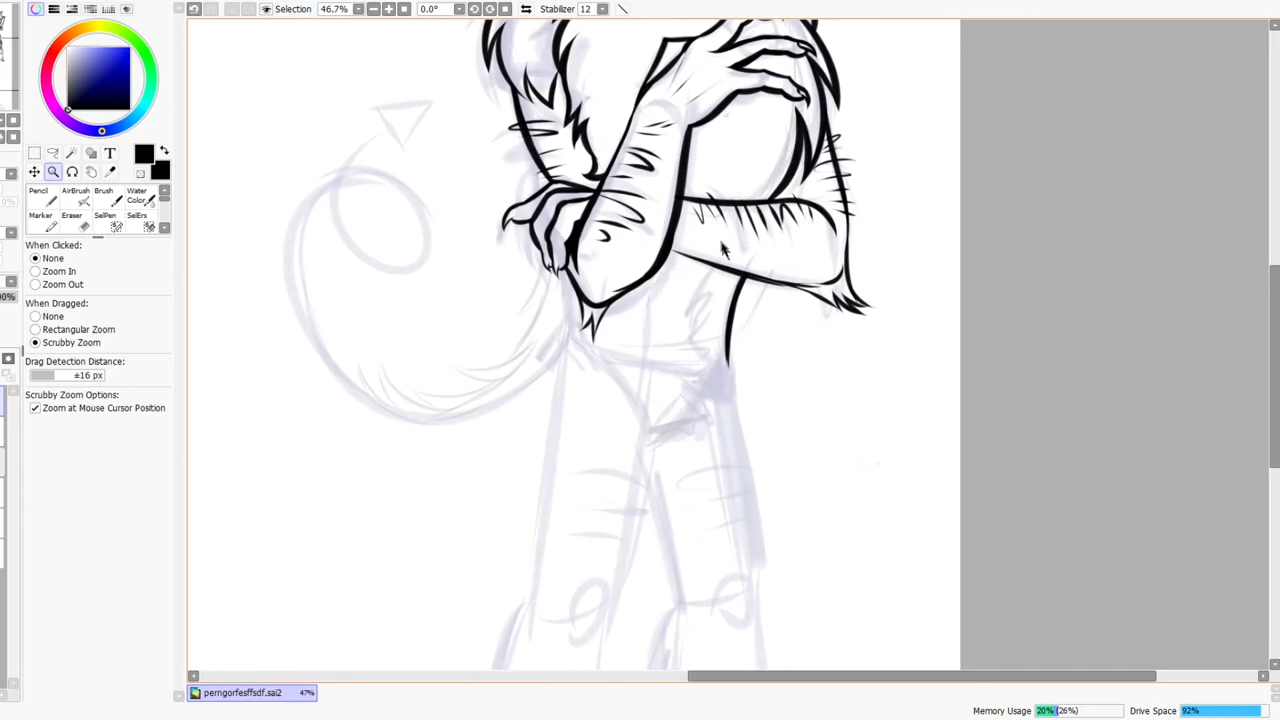 Selection 46.7% 0.0° Stabilizer 12
T
Pencil AirBrush Brush Water Color
Marker Eraser SelPen SelErs
When Clicked:
None
Zoom In
Zoom Out
When Dragged:
None
Rectangular Zoom
Scrubby Zoom
Drag Detection Distance:
±16 px
Scrubby Zoom Options:
Zoom at Mouse Cursor Position
perngorfesffsdf.sai2 47%
Memory Usage 20% (26%) Drive Space 92%